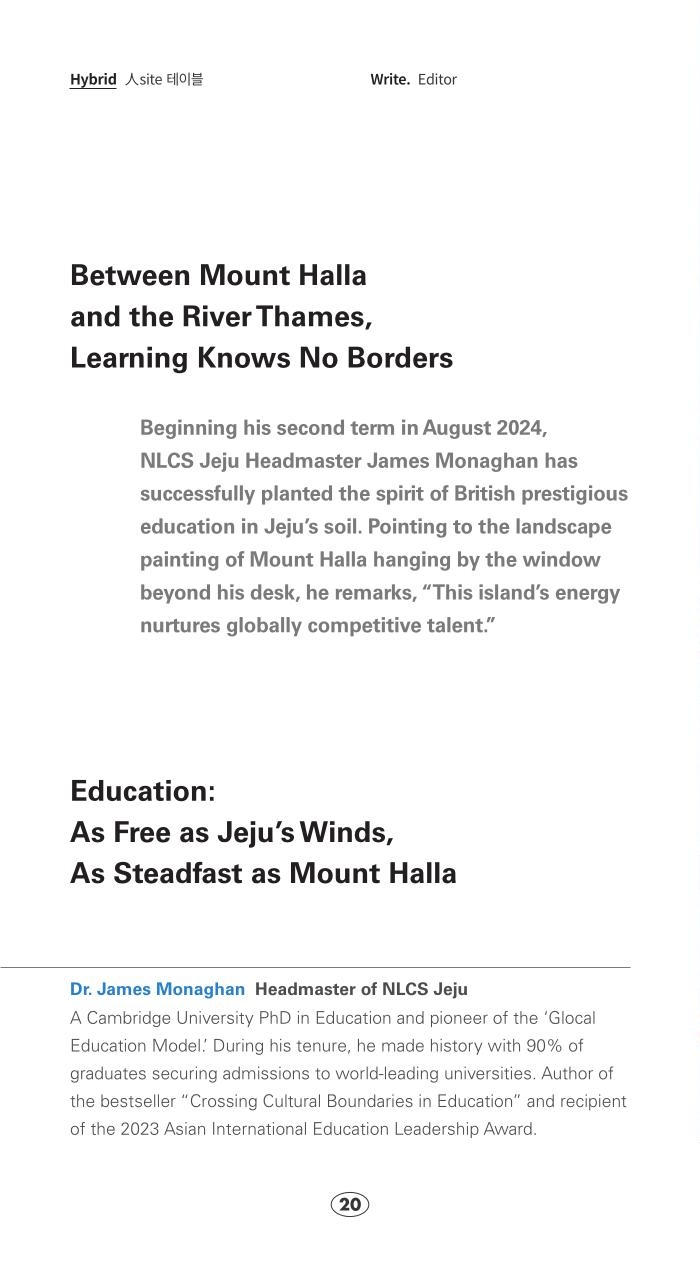 Hybrid 人site 테이블
Write. Editor
Between Mount Halla
and the River Thames,
Learning Knows No Borders
Beginning his second term in August 2024,
NLCS Jeju Headmaster James Monaghan has
successfully planted the spirit of British prestigious
education in Jeju’s soil. Pointing to the landscape
painting of Mount Halla hanging by the window
beyond his desk, he remarks, “This island’s energy
nurtures globally competitive talent.”
Education:
As Free as Jeju’s Winds,
As Steadfast as Mount Halla
Dr. James Monaghan Headmaster of NLCS Jeju
A Cambridge University PhD in Education and pioneer of the ‘Glocal
Education Model.’ During his tenure, he made history with 90% of
graduates securing admissions to world-leading universities. Author of
the bestseller “Crossing Cultural Boundaries in Education” and recipient
of the 2023 Asian International Education Leadership Award.
20